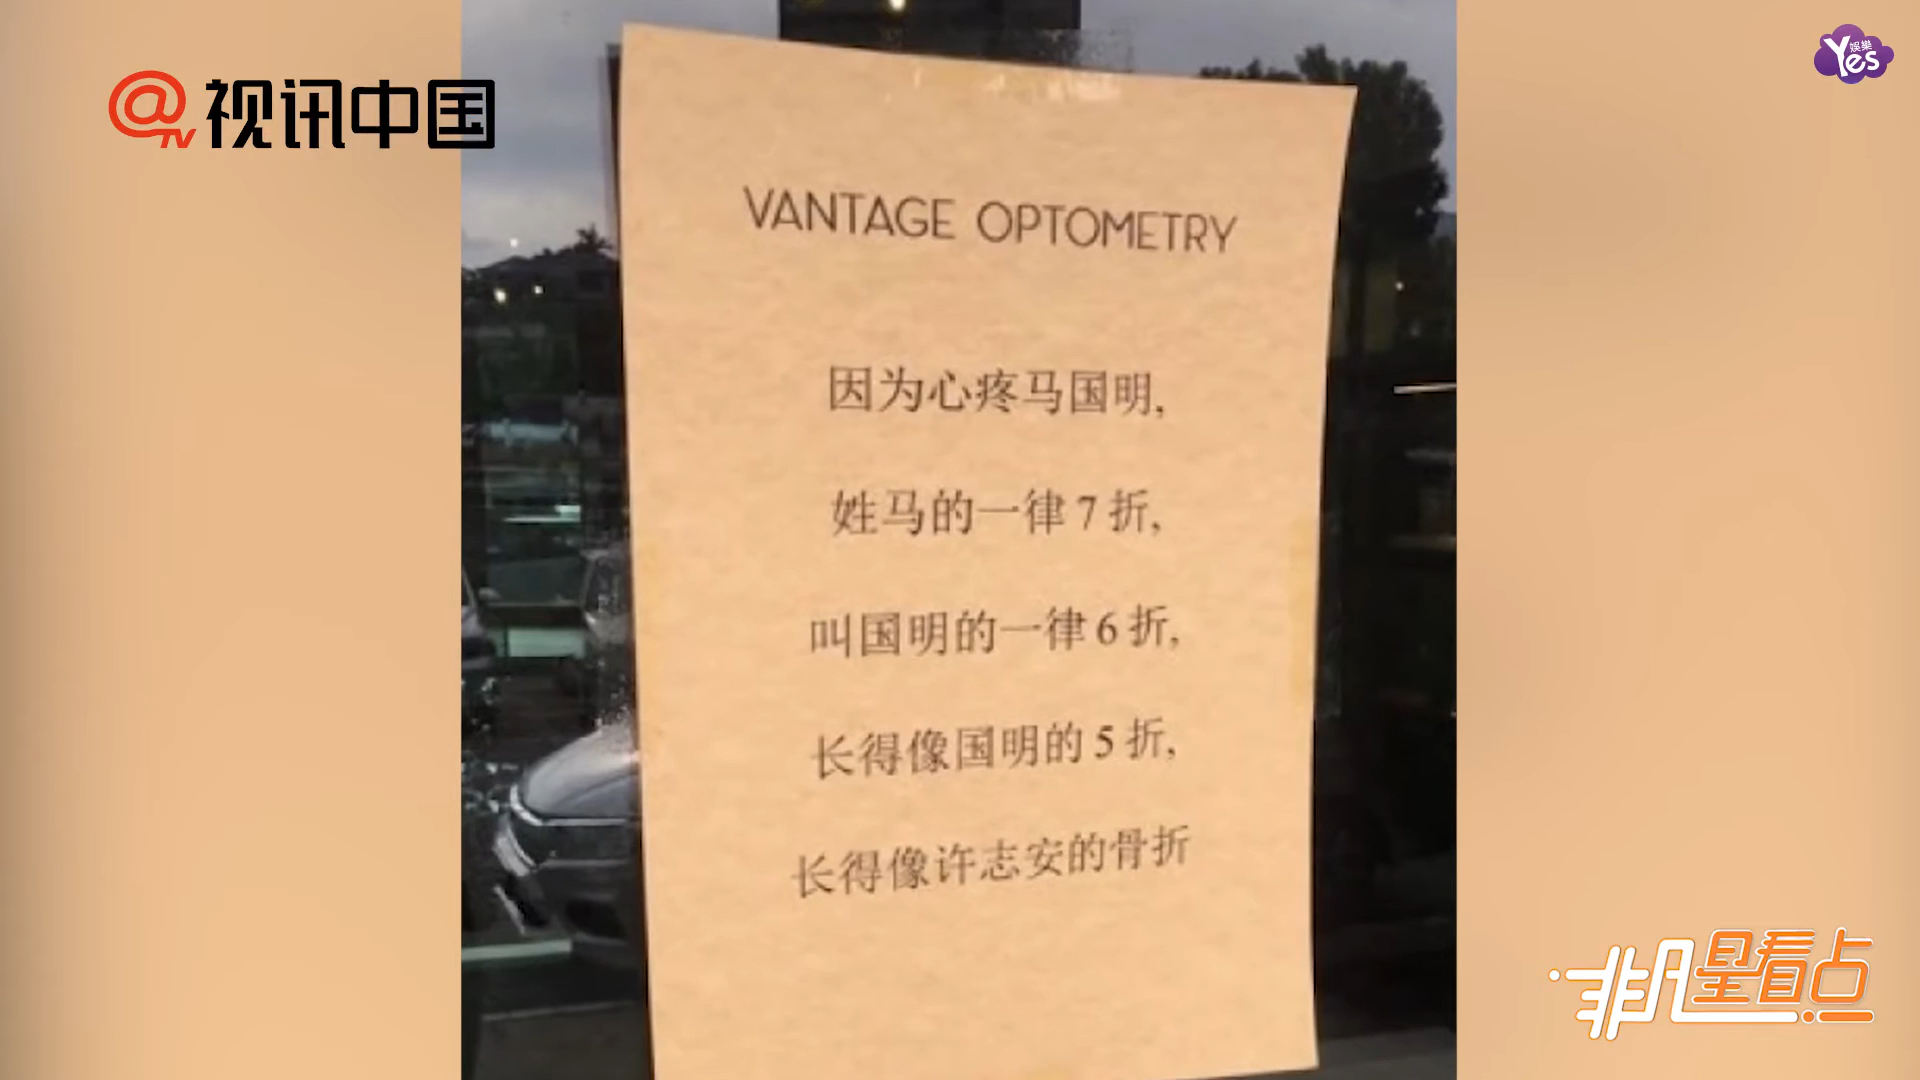 @TV 视讯中国
Yes 娱樂
VANTAGE OPTOMETRY
因为心疼马国明,
姓马的一律7折,
叫国明的一律6折,
长得像国明的5折,
长得像许志安的骨折
非凡星看点